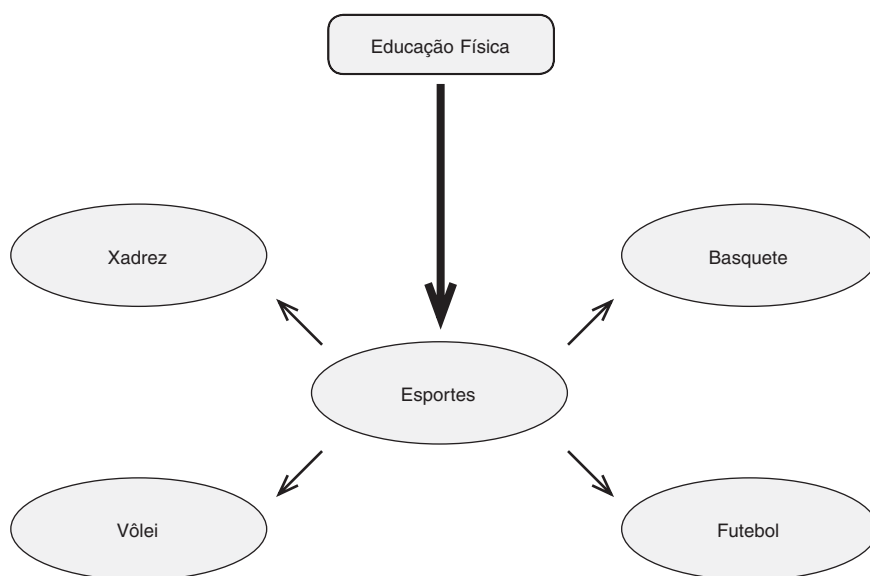 Educação Física
Xadrez
Basquete
Esportes
Vôlei
Futebol